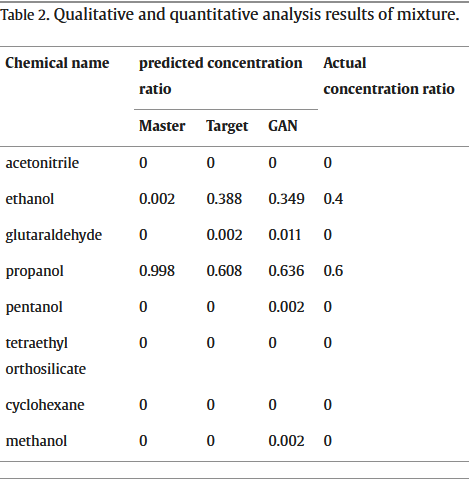 Table 2. Qualitative and quantitative analysis results of mixture.
Chemical name predicted concentration Actual
ratio concentration ratio
Master Target GAN
acetonitrile 0 0 0 0
ethanol 0.002 0.388 0.349 0.4
glutaraldehyde 0 0.002 0.011 0
propanol 0.998 0.608 0.636 0.6
pentanol 0 0 0.002 0
tetraethyl 0 0 0 0
orthosilicate
cyclohexane 0 0 0 0
methanol 0 0 0.002 0